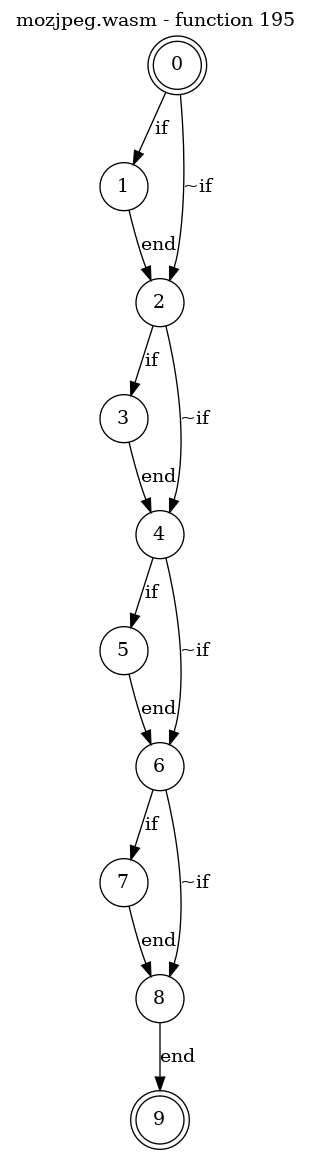 mozjpeg.wasm - function 195
0
if
1
~if
end
2
if
3
~if
end
4
if
5
~if
end
6
if
7
~if
end
8
end
9